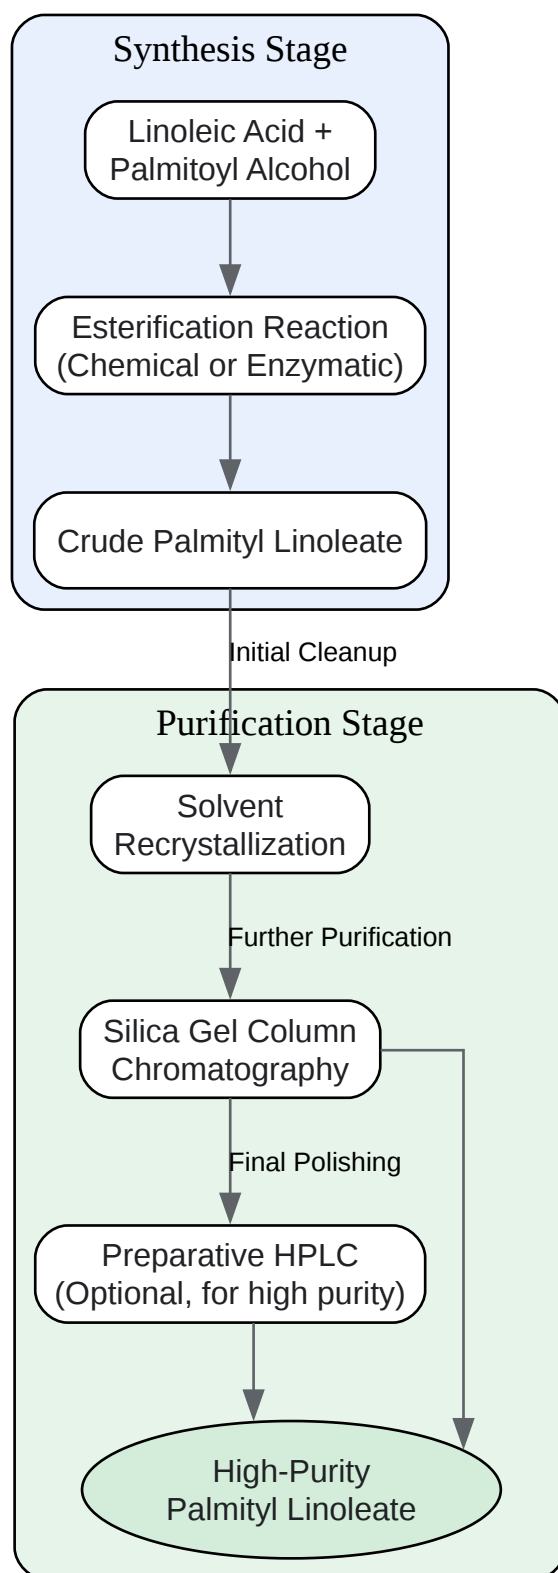 Synthesis Stage
Linoleic Acid +
Palmitoyl Alcohol
Esterification Reaction
(Chemical or Enzymatic)
Crude Palmityl Linoleate
Initial Cleanup
Purification Stage
Solvent
Recrystallization
Further Purification
Silica Gel Column
Chromatography
Final Polishing
Preparative HPLC
(Optional, for high purity)
High-Purity
Palmityl Linoleate